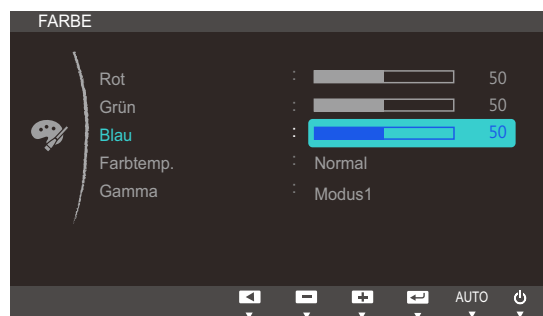 FARBE
Rot : 50
Grün : 50
Blau : 50
Farbtemp. : Normal
Gamma : Modus1
AUTO